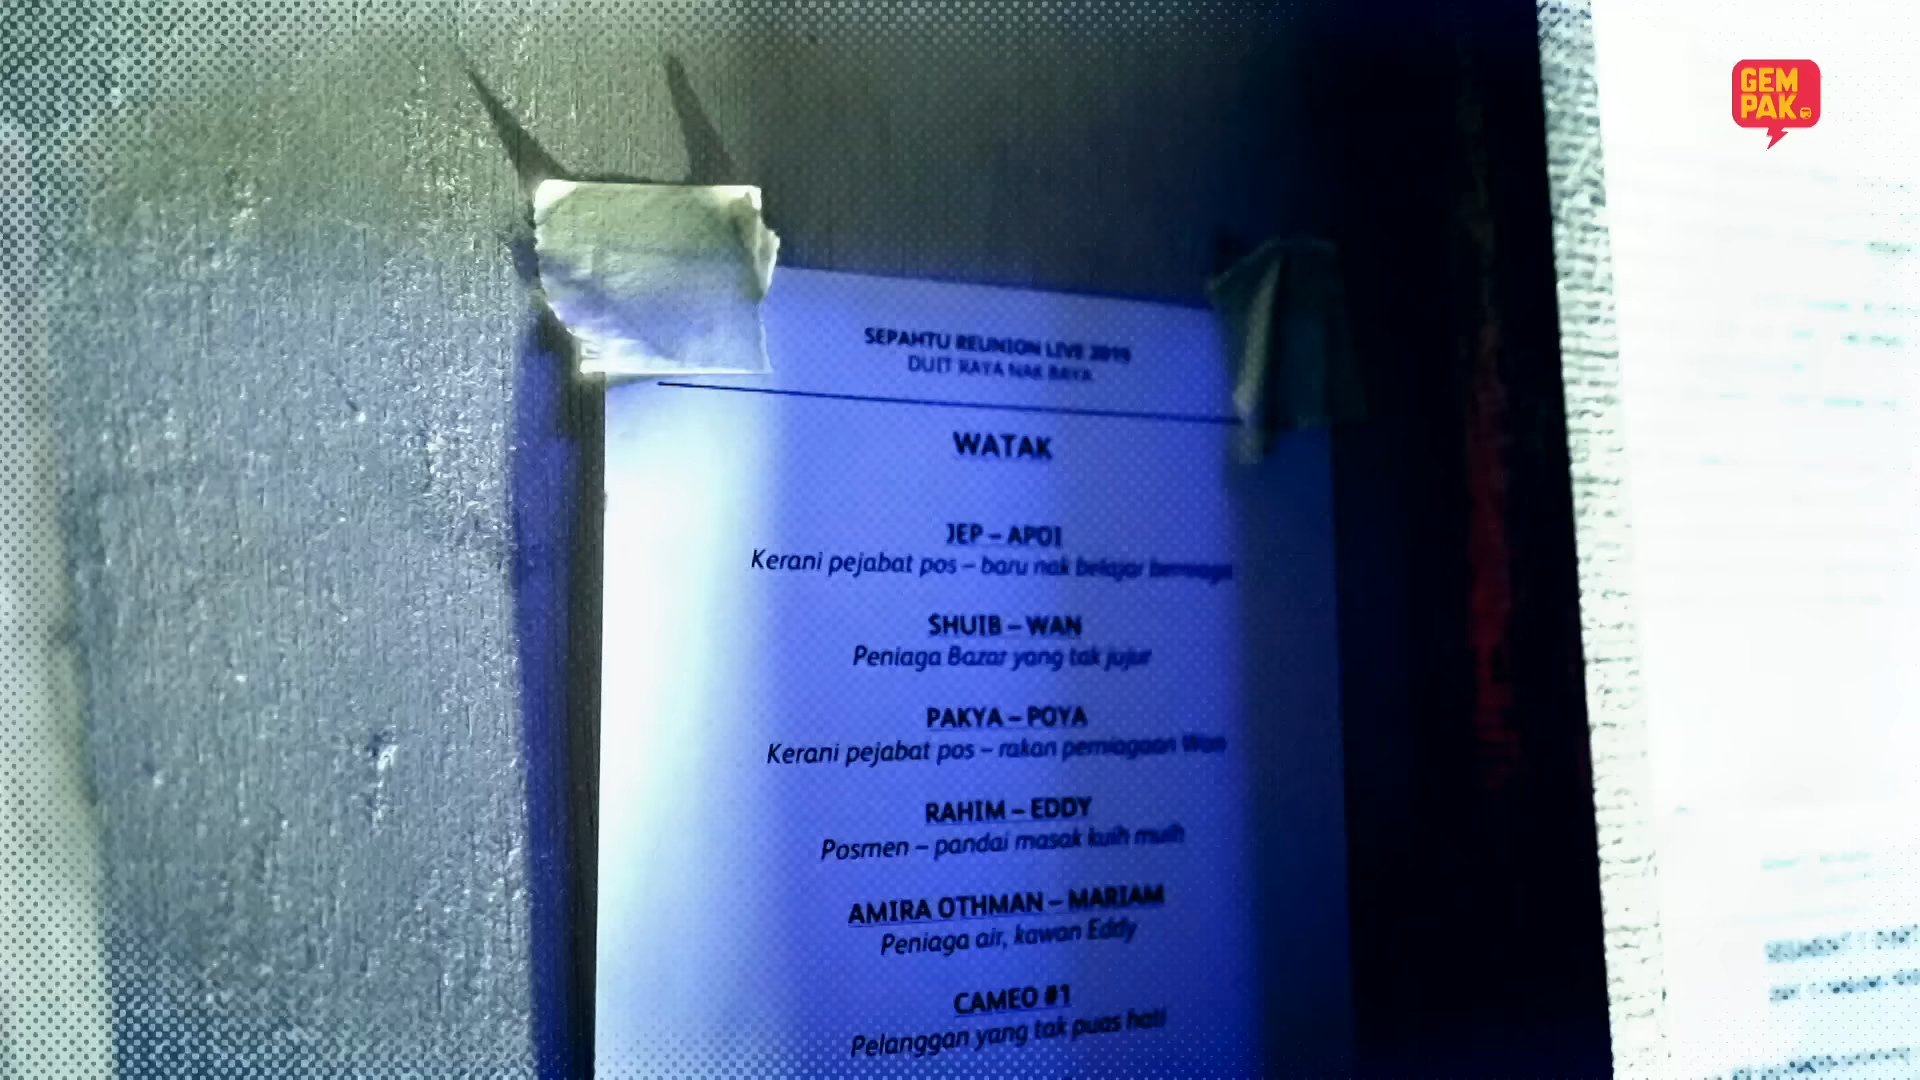 GEM
PAK
SEPAHTU REUNION LIVE 2019
DUIT RAYA NAK RAYA
WATAK
JEP – APOI
Kerani pejabat pos – baru nak belajar berniaga
SHUIB – WAN
Peniaga Bazar yang tak jujur
PAKYA – POYA
Kerani pejabat pos – rakan perniagaan Wan
RAHIM – EDDY
Posmen – pandai masak kuih muih
AMIRA OTHMAN – MARIAM
Peniaga air, kawan Eddy
CAMEO #1
Pelanggan yang tak puas hati